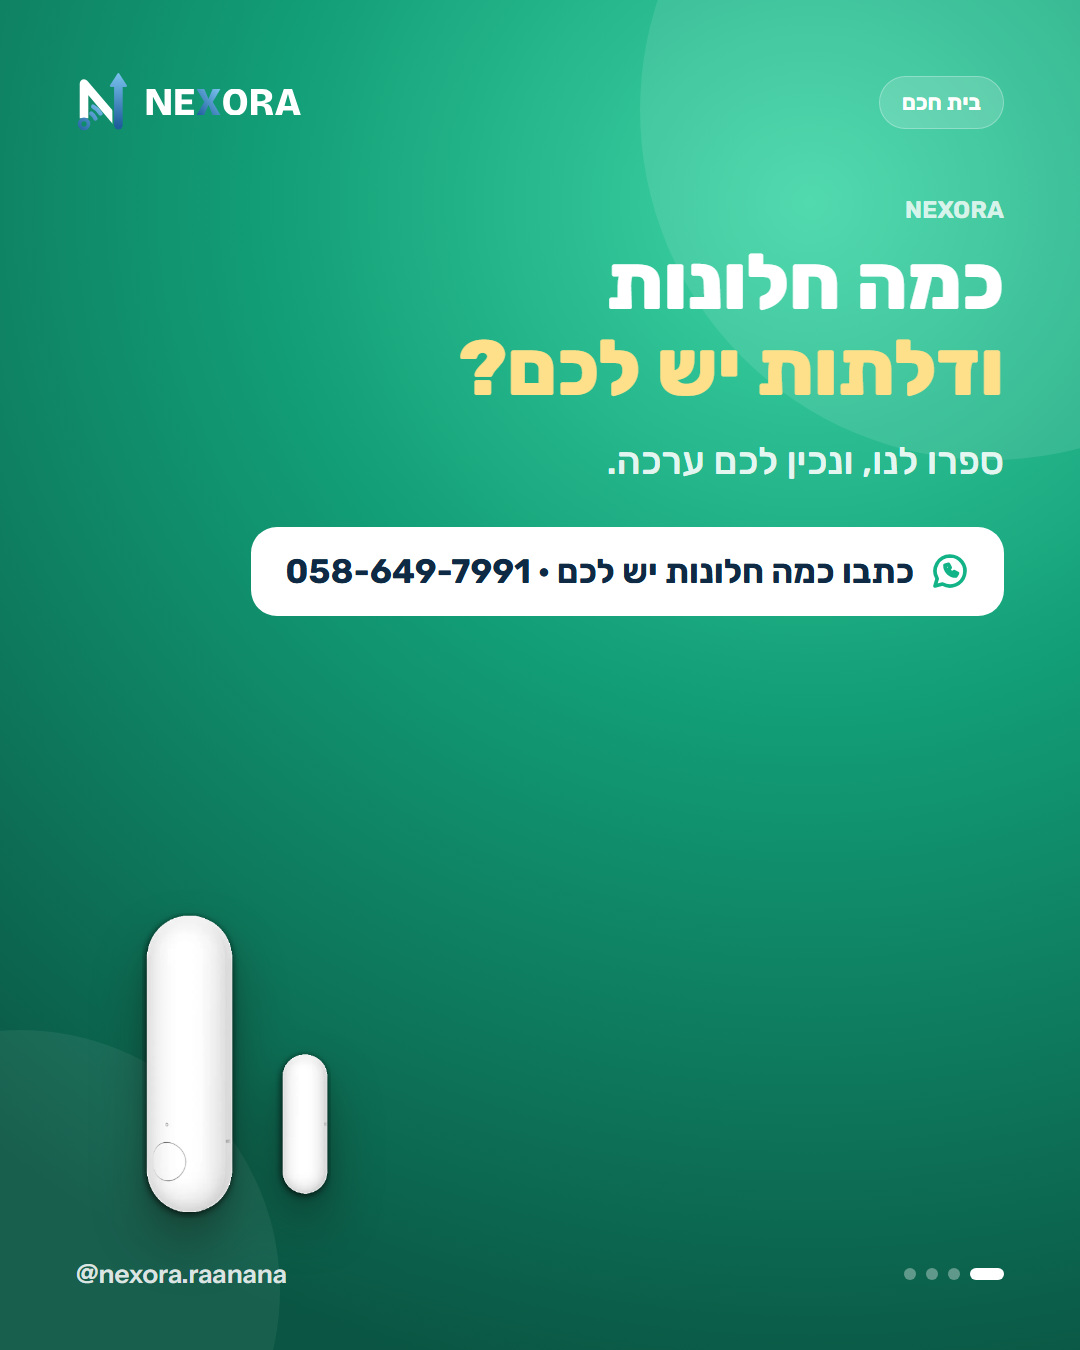 NEXORA
בית חכם
NEXORA
כמה חלונות
ודלתות יש לכם?
ספרו לנו, ונכין לכם ערכה.
כתבו כמה חלונות יש לכם • 058-649-7991
@nexora.raanana